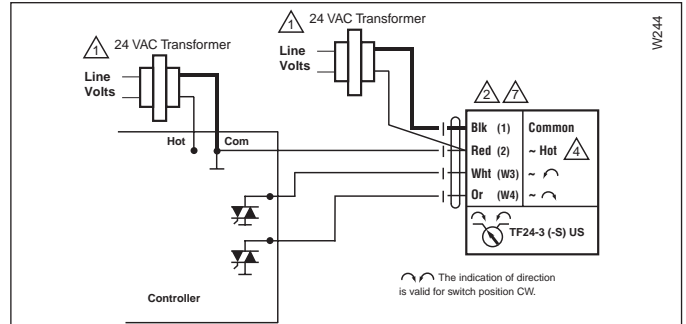 W244
1 24 VAC Transformer
Line
Volts
1 24 VAC Transformer
Line
Volts
Hot
Com
2 7
Blk (1) Common
Red (2) ~ Hot 4
Wht (W3) ~
Or (W4) ~
TF24-3 (-S) US
The indication of direction
is valid for switch position CW.
Controller